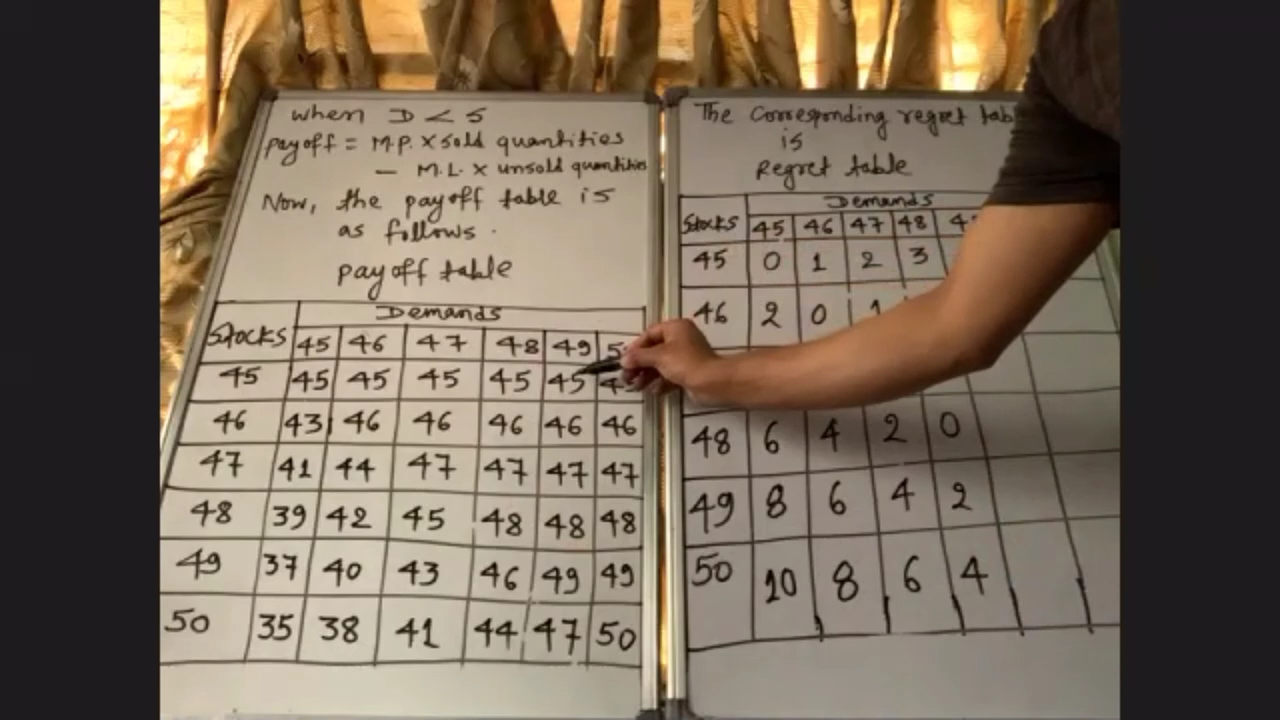 when D < S
payoff = M.P. X sold quantities
— M.L. X unsold quantities
Now, the payoff table is
as follows.
payoff table
Demands
Stocks 45 46 47 48 49
45 45 45 45 45 45
46 43 46 46 46 46 46
47 41 44 47 47 47 47
48 39 42 45 48 48 48
49 37 40 43 46 49 49
50 35 38 41 44 47 50
The corresponding regret
is
Regret table
Demands
Stocks 45 46 47 48
45 0 1 2 3
46 2 0
48 6 4 2 0
49 8 6 4 2
50 10 8 6 4